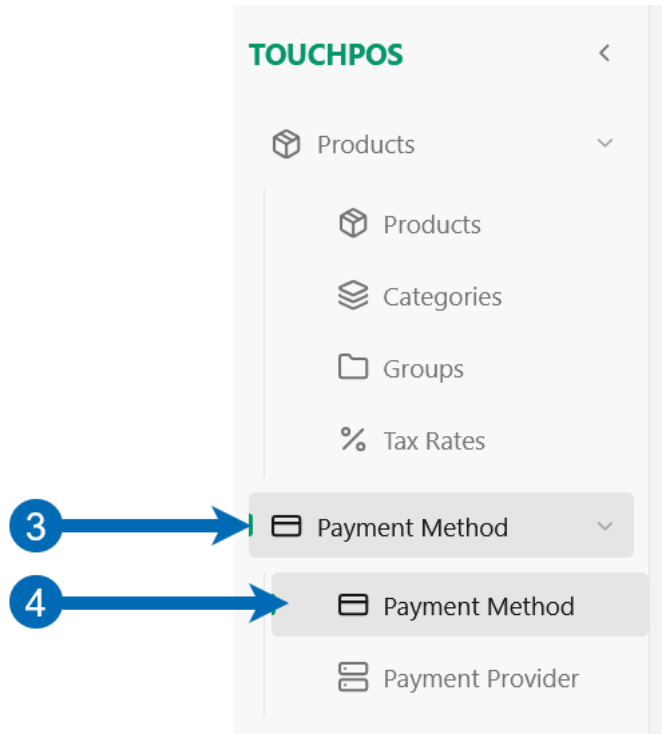 TOUCHPOS
Products
Products
Categories
Groups
Tax Rates
3 Payment Method
4 Payment Method
Payment Provider